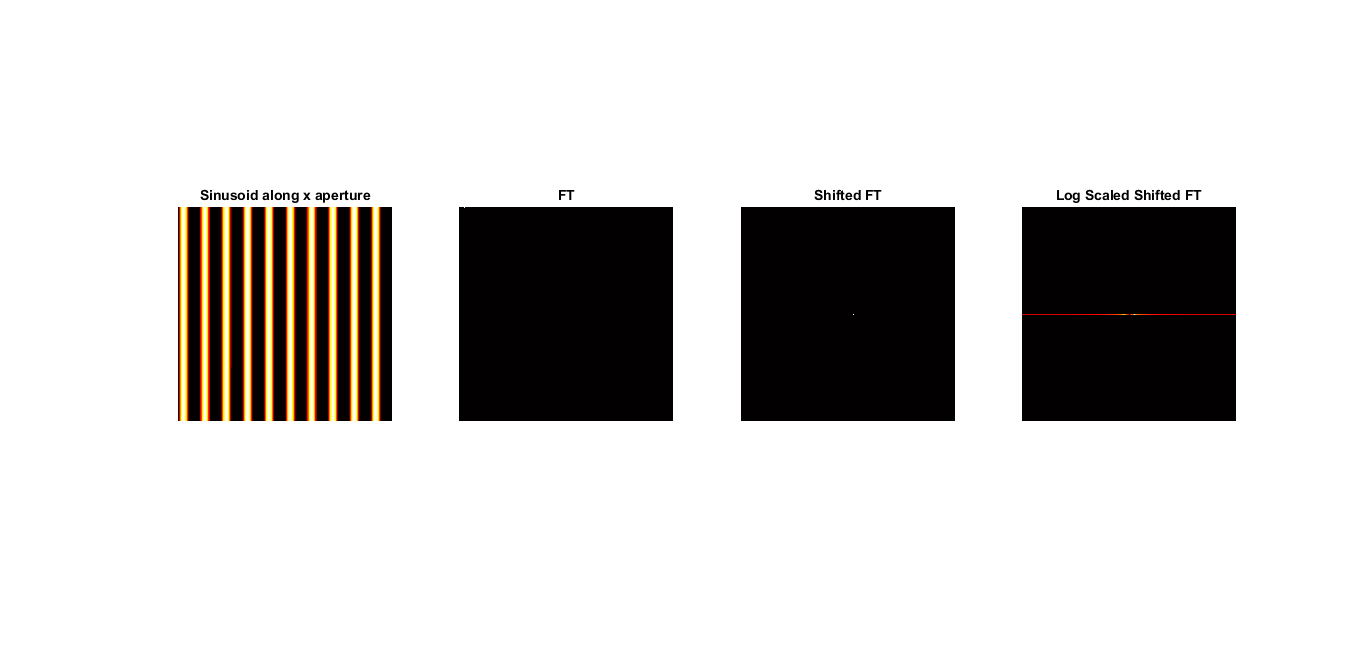 Sinusoid along x aperture
FT
Shifted FT
Log Scaled Shifted FT